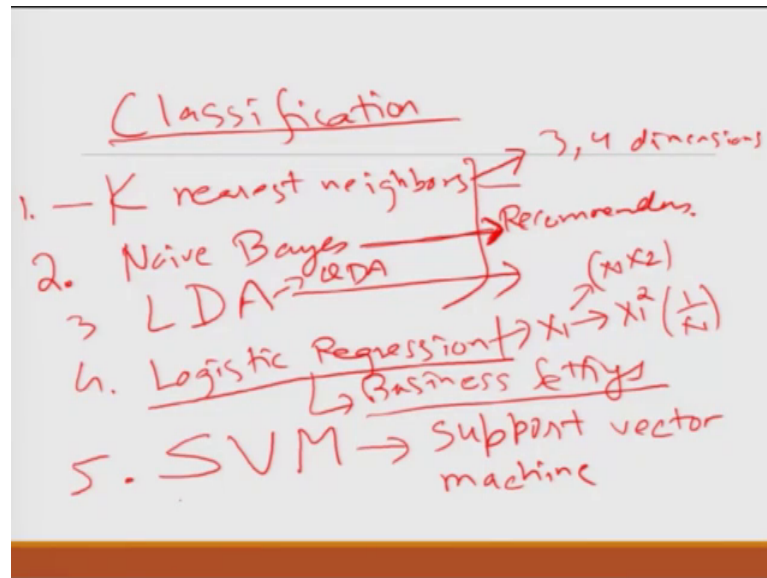 Classification
1. — K nearest neighbors → 3, 4 dimensions
2. Naive Bayes → Recommenders.
3 LDA → QDA →
4. Logistic Regression → X1 → X1² (1/X1)
(X1 X2)
↳ Business Settings
5. SVM → Support vector
machine